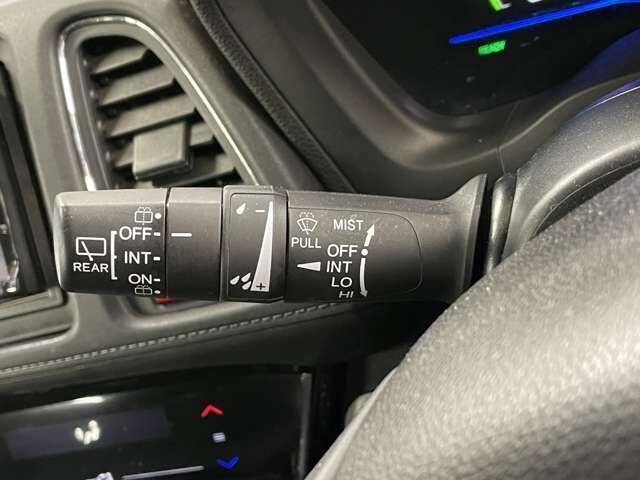 REAR
OFF
INT
ON
PULL
MIST
OFF
INT
LO
HI